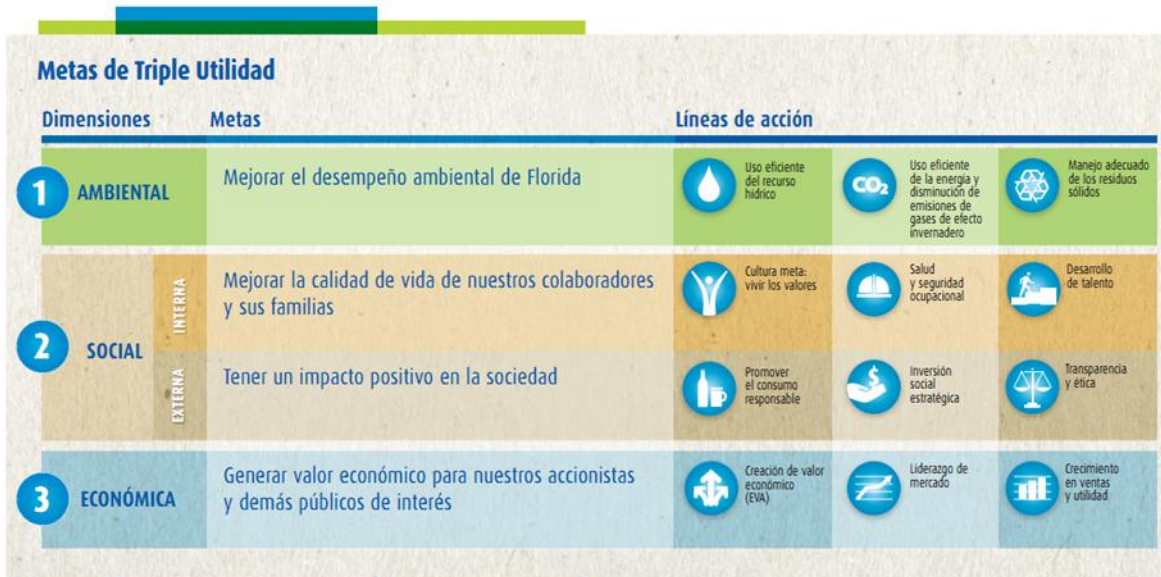 Metas de Triple Utilidad
Dimensiones
Metas
Líneas de acción
1
AMBIENTAL
Mejorar el desempeño ambiental de Florida
Uso eficiente
del recurso
hídrico
CO₂
Uso eficiente
de la energía y
disminución de
emisiones de
gases de efecto
invernadero
Manejo adecuado
de los residuos
sólidos
2
SOCIAL
INTERNA
Mejorar la calidad de vida de nuestros colaboradores
y sus familias
Cultura meta:
vivir los valores
Salud
y seguridad
ocupacional
Desarrollo
de talento
EXTERNA
Tener un impacto positivo en la sociedad
Promover
el consumo
responsable
$
Inversión
social
estratégica
Transparencia
y ética
3
ECONÓMICA
Generar valor económico para nuestros accionistas
y demás públicos de interés
Creación de valor
económico
(EVA)
Liderazgo de
mercado
Crecimiento
en ventas
y utilidad